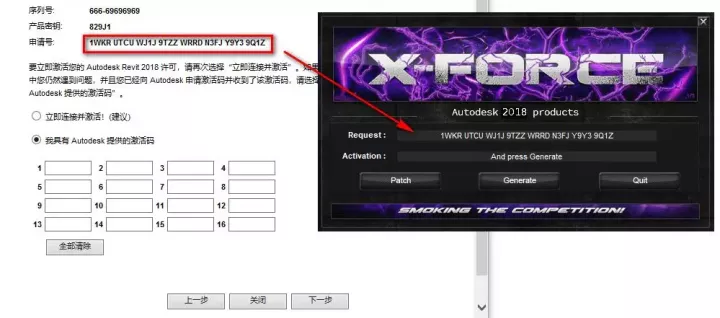 序列号: 666-69696969
产品密钥: 829J1
申请号: 1WKR UTCU WJ1J 9TZZ WRRD N3FJ Y9Y3 9Q1Z
要立即激活您的 Autodesk Revit 2018 许可，请再次选择“立即连并激活”。如果
中您仍然遇到问题，并且您已经向 Autodesk 申请激活码并收到了该激活码，请选择
Autodesk 提供的激活码”。
立即连并激活! (建议)
我具有 Autodesk 提供的激活码
1 2 3 4
5 6 7 8
9 10 11 12
13 14 15 16
全部清除
上一步 关闭 下一步
X-FORCE
Autodesk 2018 products
Request : 1WKR UTCU WJ1J 9TZZ WRRD N3FJ Y9Y3 9Q1Z
Activation : And press Generate
Patch Generate Quit
SMOKING THE COMPETITION!